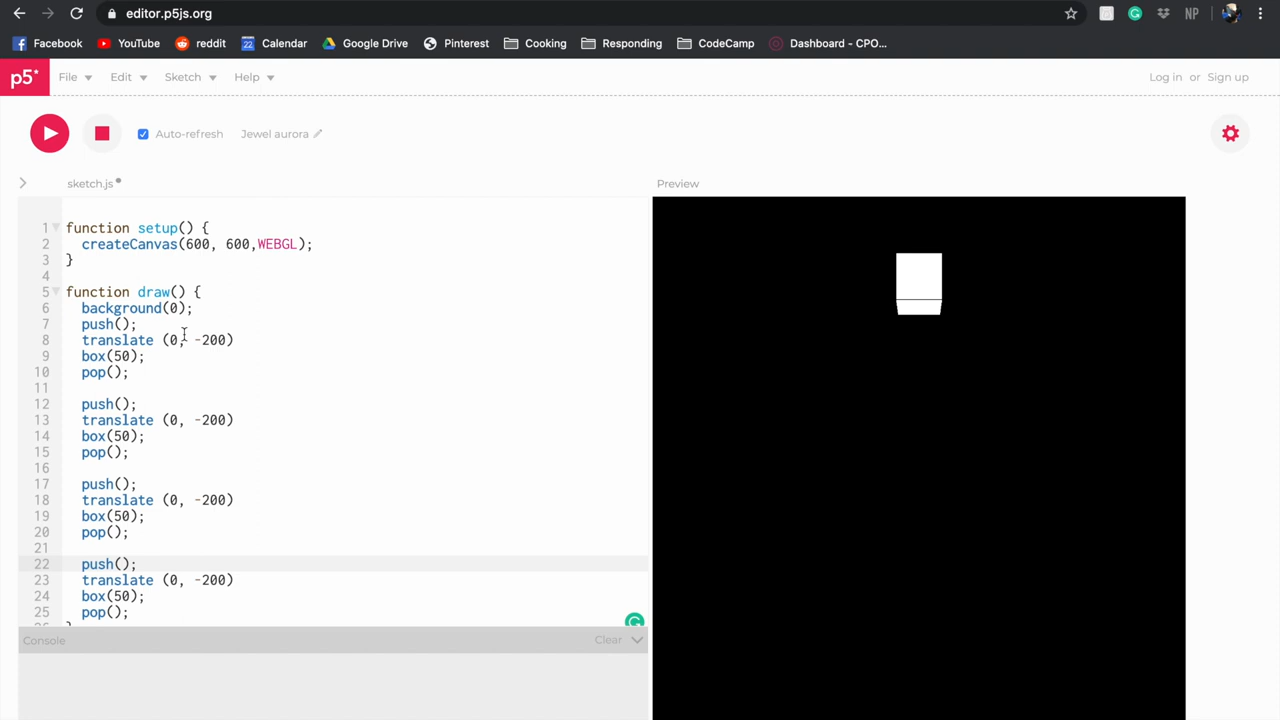 editor.p5js.org
NP
Facebook YouTube reddit 22 Calendar Google Drive Pinterest Cooking Responding CodeCamp Dashboard - CPO...
p5* File Edit Sketch Help Log in or Sign up
Auto-refresh Jewel aurora
sketch.js Preview
1 function setup() {
2 createCanvas(600, 600,WEBGL);
3 }
4
5 function draw() {
6 background(0);
7 push();
8 translate (0, -200)
9 box(50);
10 pop();
11
12 push();
13 translate (0, -200)
14 box(50);
15 pop();
16
17 push();
18 translate (0, -200)
19 box(50);
20 pop();
21
22 push();
23 translate (0, -200)
24 box(50);
25 pop();
Console Clear